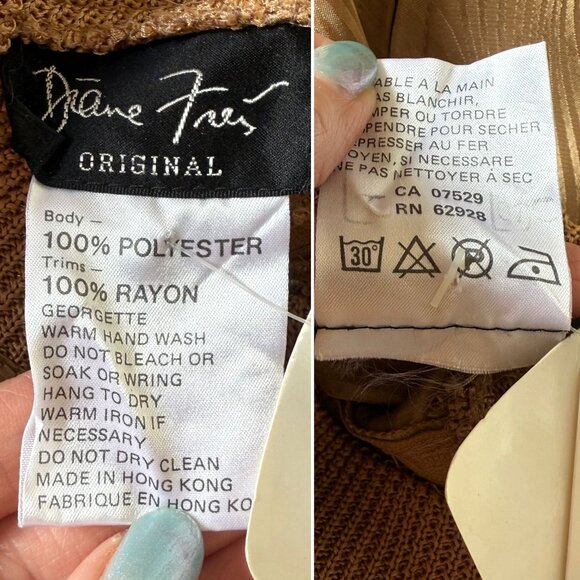 Diane Freis
ORIGINAL
Body —
100% POLYESTER
Trims —
100% RAYON
GEORGETTE
WARM HAND WASH
DO NOT BLEACH OR
SOAK OR WRING
HANG TO DRY
WARM IRON IF
NECESSARY
DO NOT DRY CLEAN
MADE IN HONG KONG
FABRIQUE EN HONG KO
ABLE A LA MAIN
AS BLANCHIR,
MPER OU TORDRE
PENDRE POUR SECHER
EPRESSER AU FER
OYEN, SI NECESSAIRE
NE PAS NETTOYER À SEC
CA 07529
RN 62928
30°
P